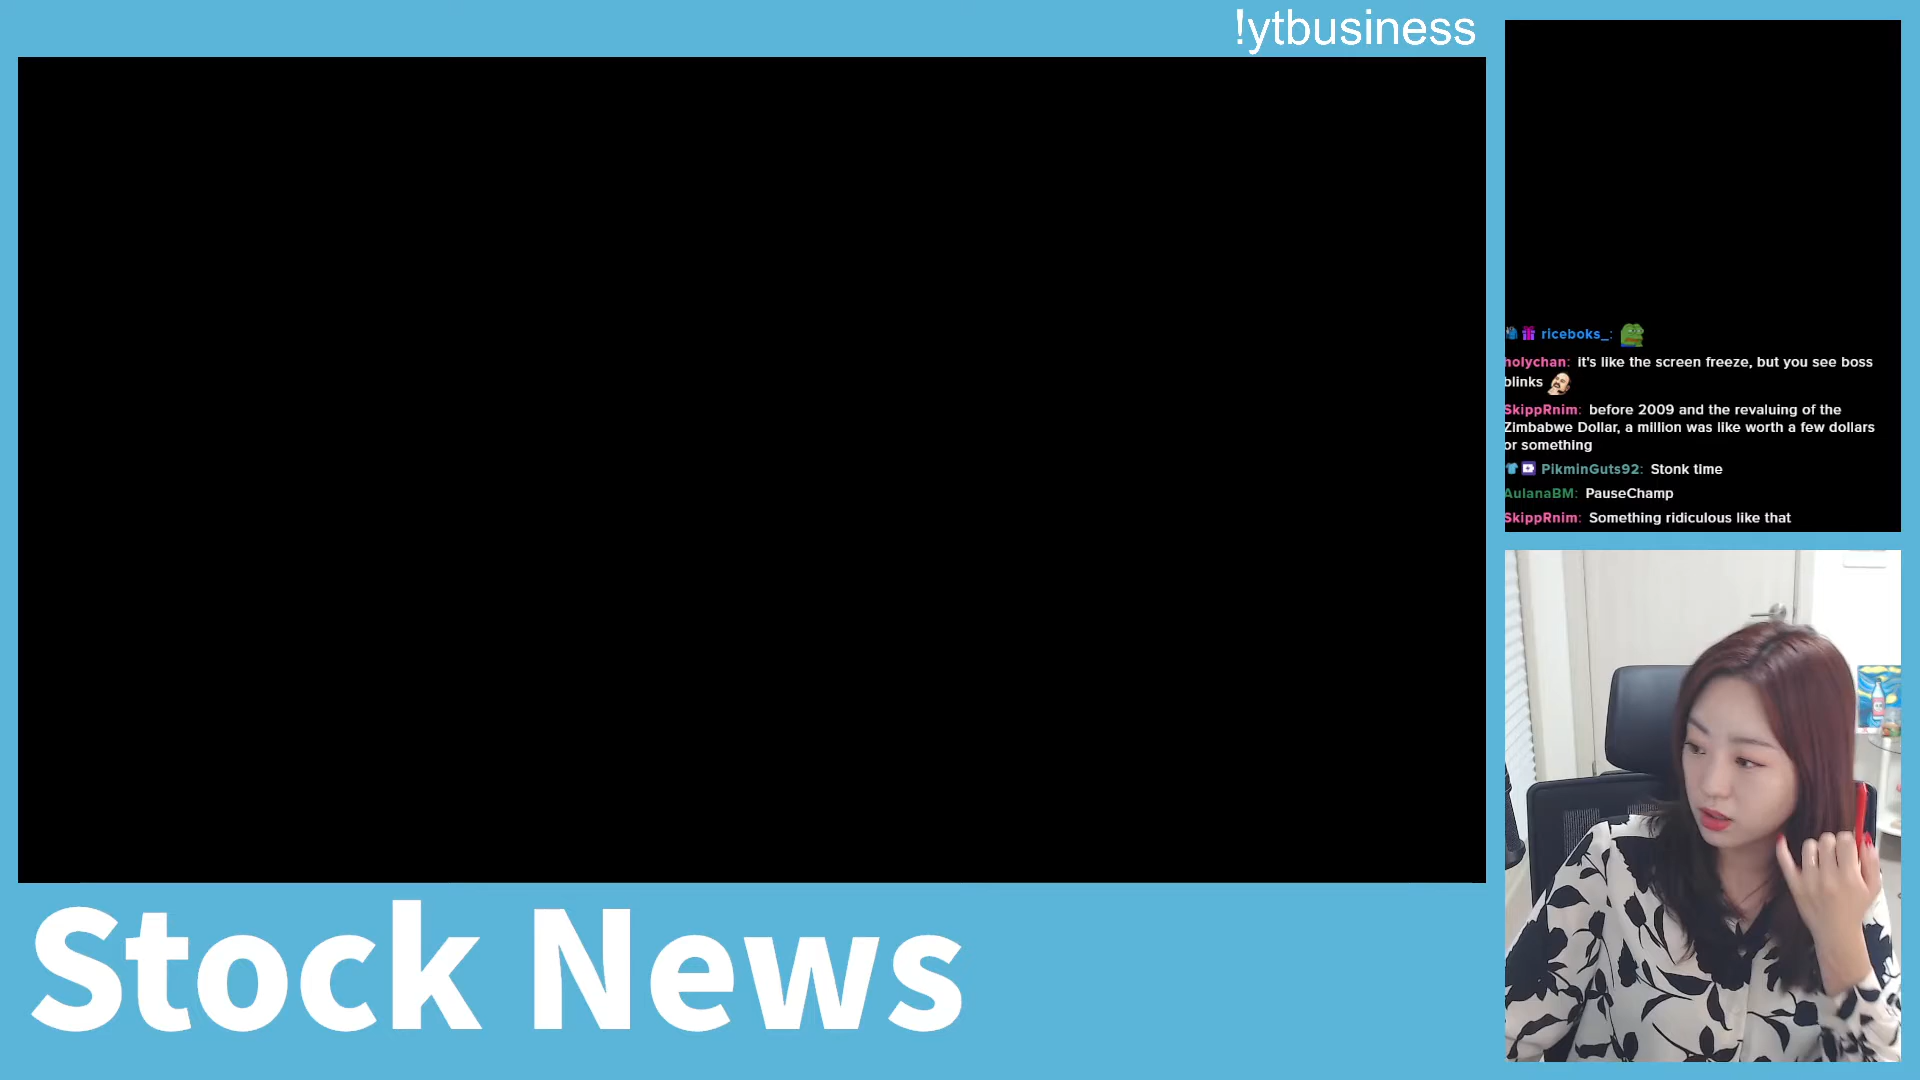 !ytbusiness
riceboks_:
holychan: it's like the screen freeze, but you see boss
blinks
SkippRnim: before 2009 and the revaluing of the
Zimbabwe Dollar, a million was like worth a few dollars
or something
PikminGuts92: Stonk time
AulanaBM: PauseChamp
SkippRnim: Something ridiculous like that
Stock News